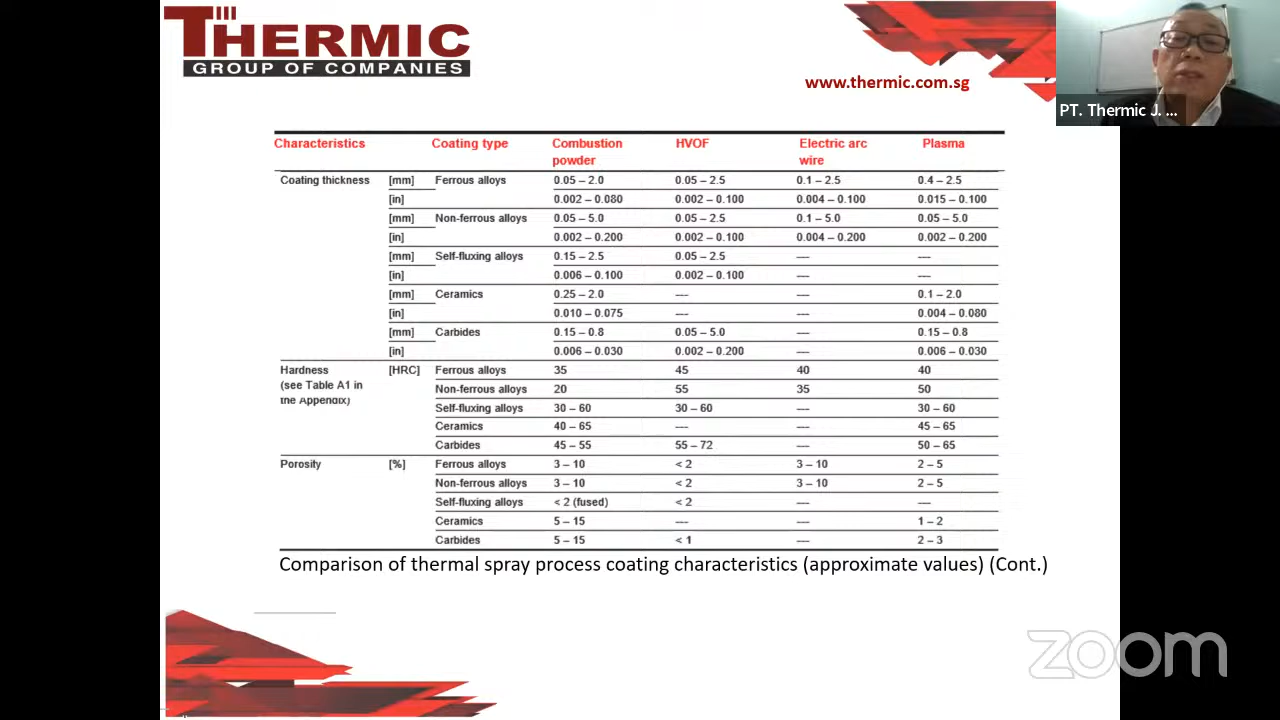 THERMIC
GROUP OF COMPANIES
www.thermic.com.sg
PT. Thermic J. ...
Characteristics Coating type Combustion powder HVOF Electric arc wire Plasma
Coating thickness [mm] Ferrous alloys 0.05 – 2.0 0.05 – 2.5 0.1 – 2.5 0.4 – 2.5
[in] 0.002 – 0.080 0.002 – 0.100 0.004 – 0.100 0.015 – 0.100
[mm] Non-ferrous alloys 0.05 – 5.0 0.05 – 2.5 0.1 – 5.0 0.05 – 5.0
[in] 0.002 – 0.200 0.002 – 0.100 0.004 – 0.200 0.002 – 0.200
[mm] Self-fluxing alloys 0.15 – 2.5 0.05 – 2.5 --- ---
[in] 0.006 – 0.100 0.002 – 0.100 --- ---
[mm] Ceramics 0.25 – 2.0 --- --- 0.1 – 2.0
[in] 0.010 – 0.075 --- --- 0.004 – 0.080
[mm] Carbides 0.15 – 0.8 0.05 – 5.0 --- 0.15 – 0.8
[in] 0.006 – 0.030 0.002 – 0.200 --- 0.006 – 0.030
Hardness [HRC] Ferrous alloys 35 45 40 40
(see Table A1 in Non-ferrous alloys 20 55 35 50
the Appendix) Self-fluxing alloys 30 – 60 30 – 60 --- 30 – 60
Ceramics 40 – 65 --- --- 45 – 65
Carbides 45 – 55 55 – 72 --- 50 – 65
Porosity [%] Ferrous alloys 3 – 10 < 2 3 – 10 2 – 5
Non-ferrous alloys 3 – 10 < 2 3 – 10 2 – 5
Self-fluxing alloys < 2 (fused) < 2 --- ---
Ceramics 5 – 15 --- --- 1 – 2
Carbides 5 – 15 < 1 --- 2 – 3
Comparison of thermal spray process coating characteristics (approximate values) (Cont.)
zoom